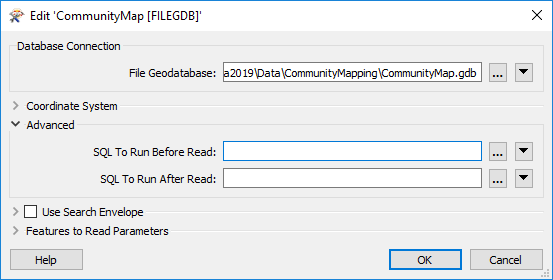 Edit 'CommunityMap [FILEGDB]'
Database Connection
File Geodatabase: a2019\Data\CommunityMapping\CommunityMap.gdb ...
Coordinate System
Advanced
SQL To Run Before Read: ...
SQL To Run After Read: ...
Use Search Envelope
Features to Read Parameters
Help OK Cancel